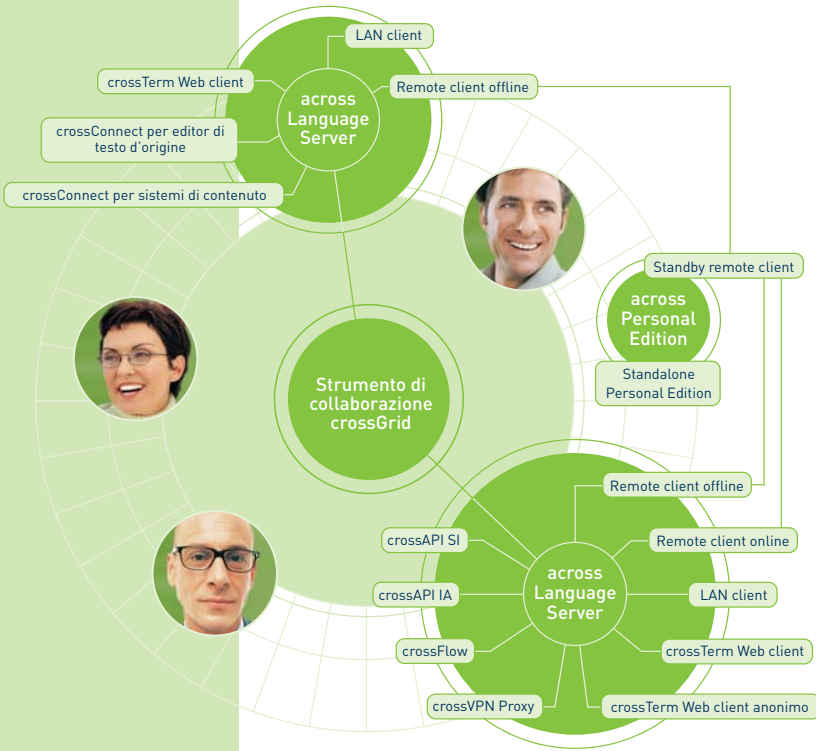 LAN client
crossTerm Web client
Remote client offline
across
Language
Server
crossConnect per editor di
testo d'origine
crossConnect per sistemi di contenuto
Standby remote client
across
Personal
Edition
Standalone
Personal Edition
Strumento di
collaborazione
crossGrid
Remote client offline
crossAPI SI
Remote client online
across
Language
Server
crossAPI IA
LAN client
crossFlow
crossTerm Web client
crossVPN Proxy
crossTerm Web client anonimo